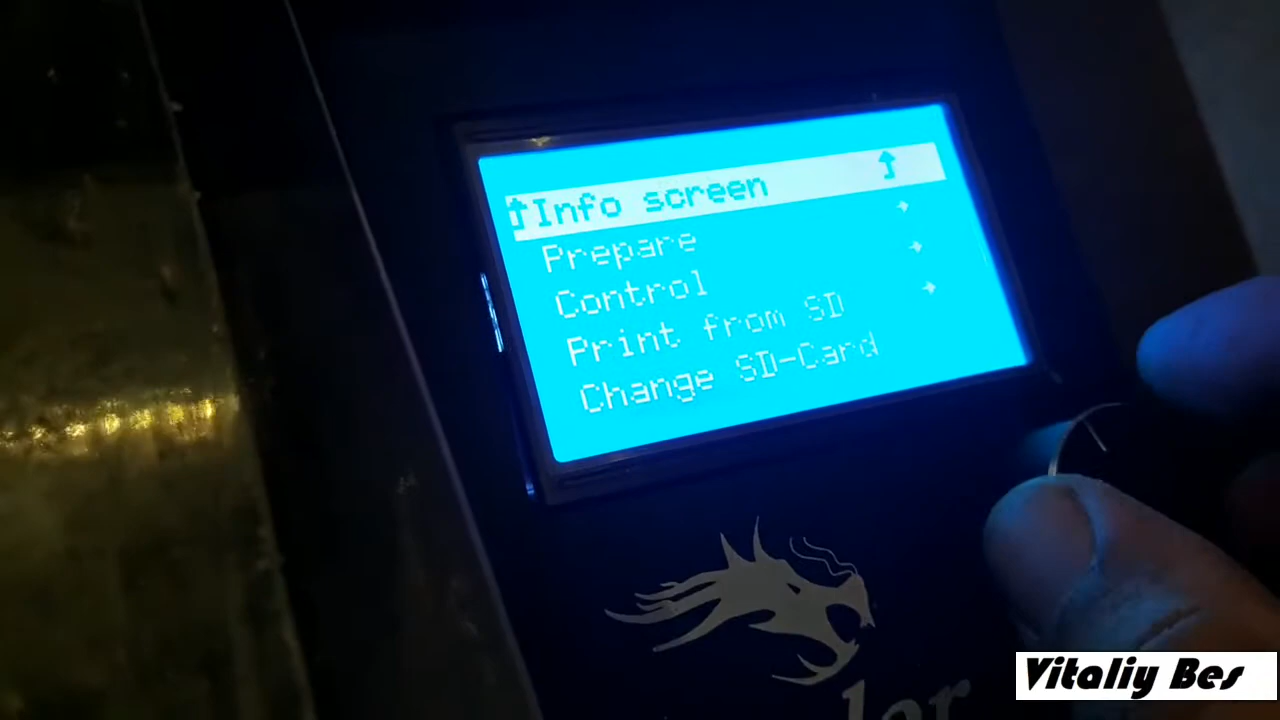 Info screen
Prepare
Control
Print from SD
Change SD-Card
Vitaliy Bes